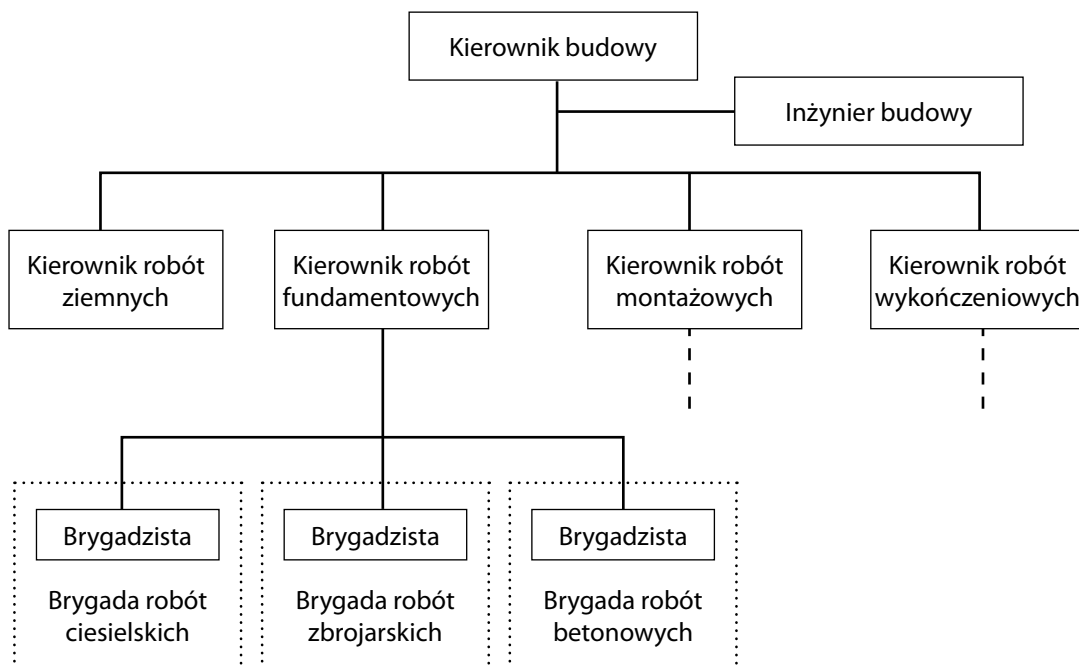 Kierownik budowy
Inżynier budowy
Kierownik robót
ziemnych
Kierownik robót
fundamentowych
Kierownik robót
montażowych
Kierownik robót
wykończeniowych
Brygadzista
Brygada robót
ciesielskich
Brygadzista
Brygada robót
zbrojarskich
Brygadzista
Brygada robót
betonowych